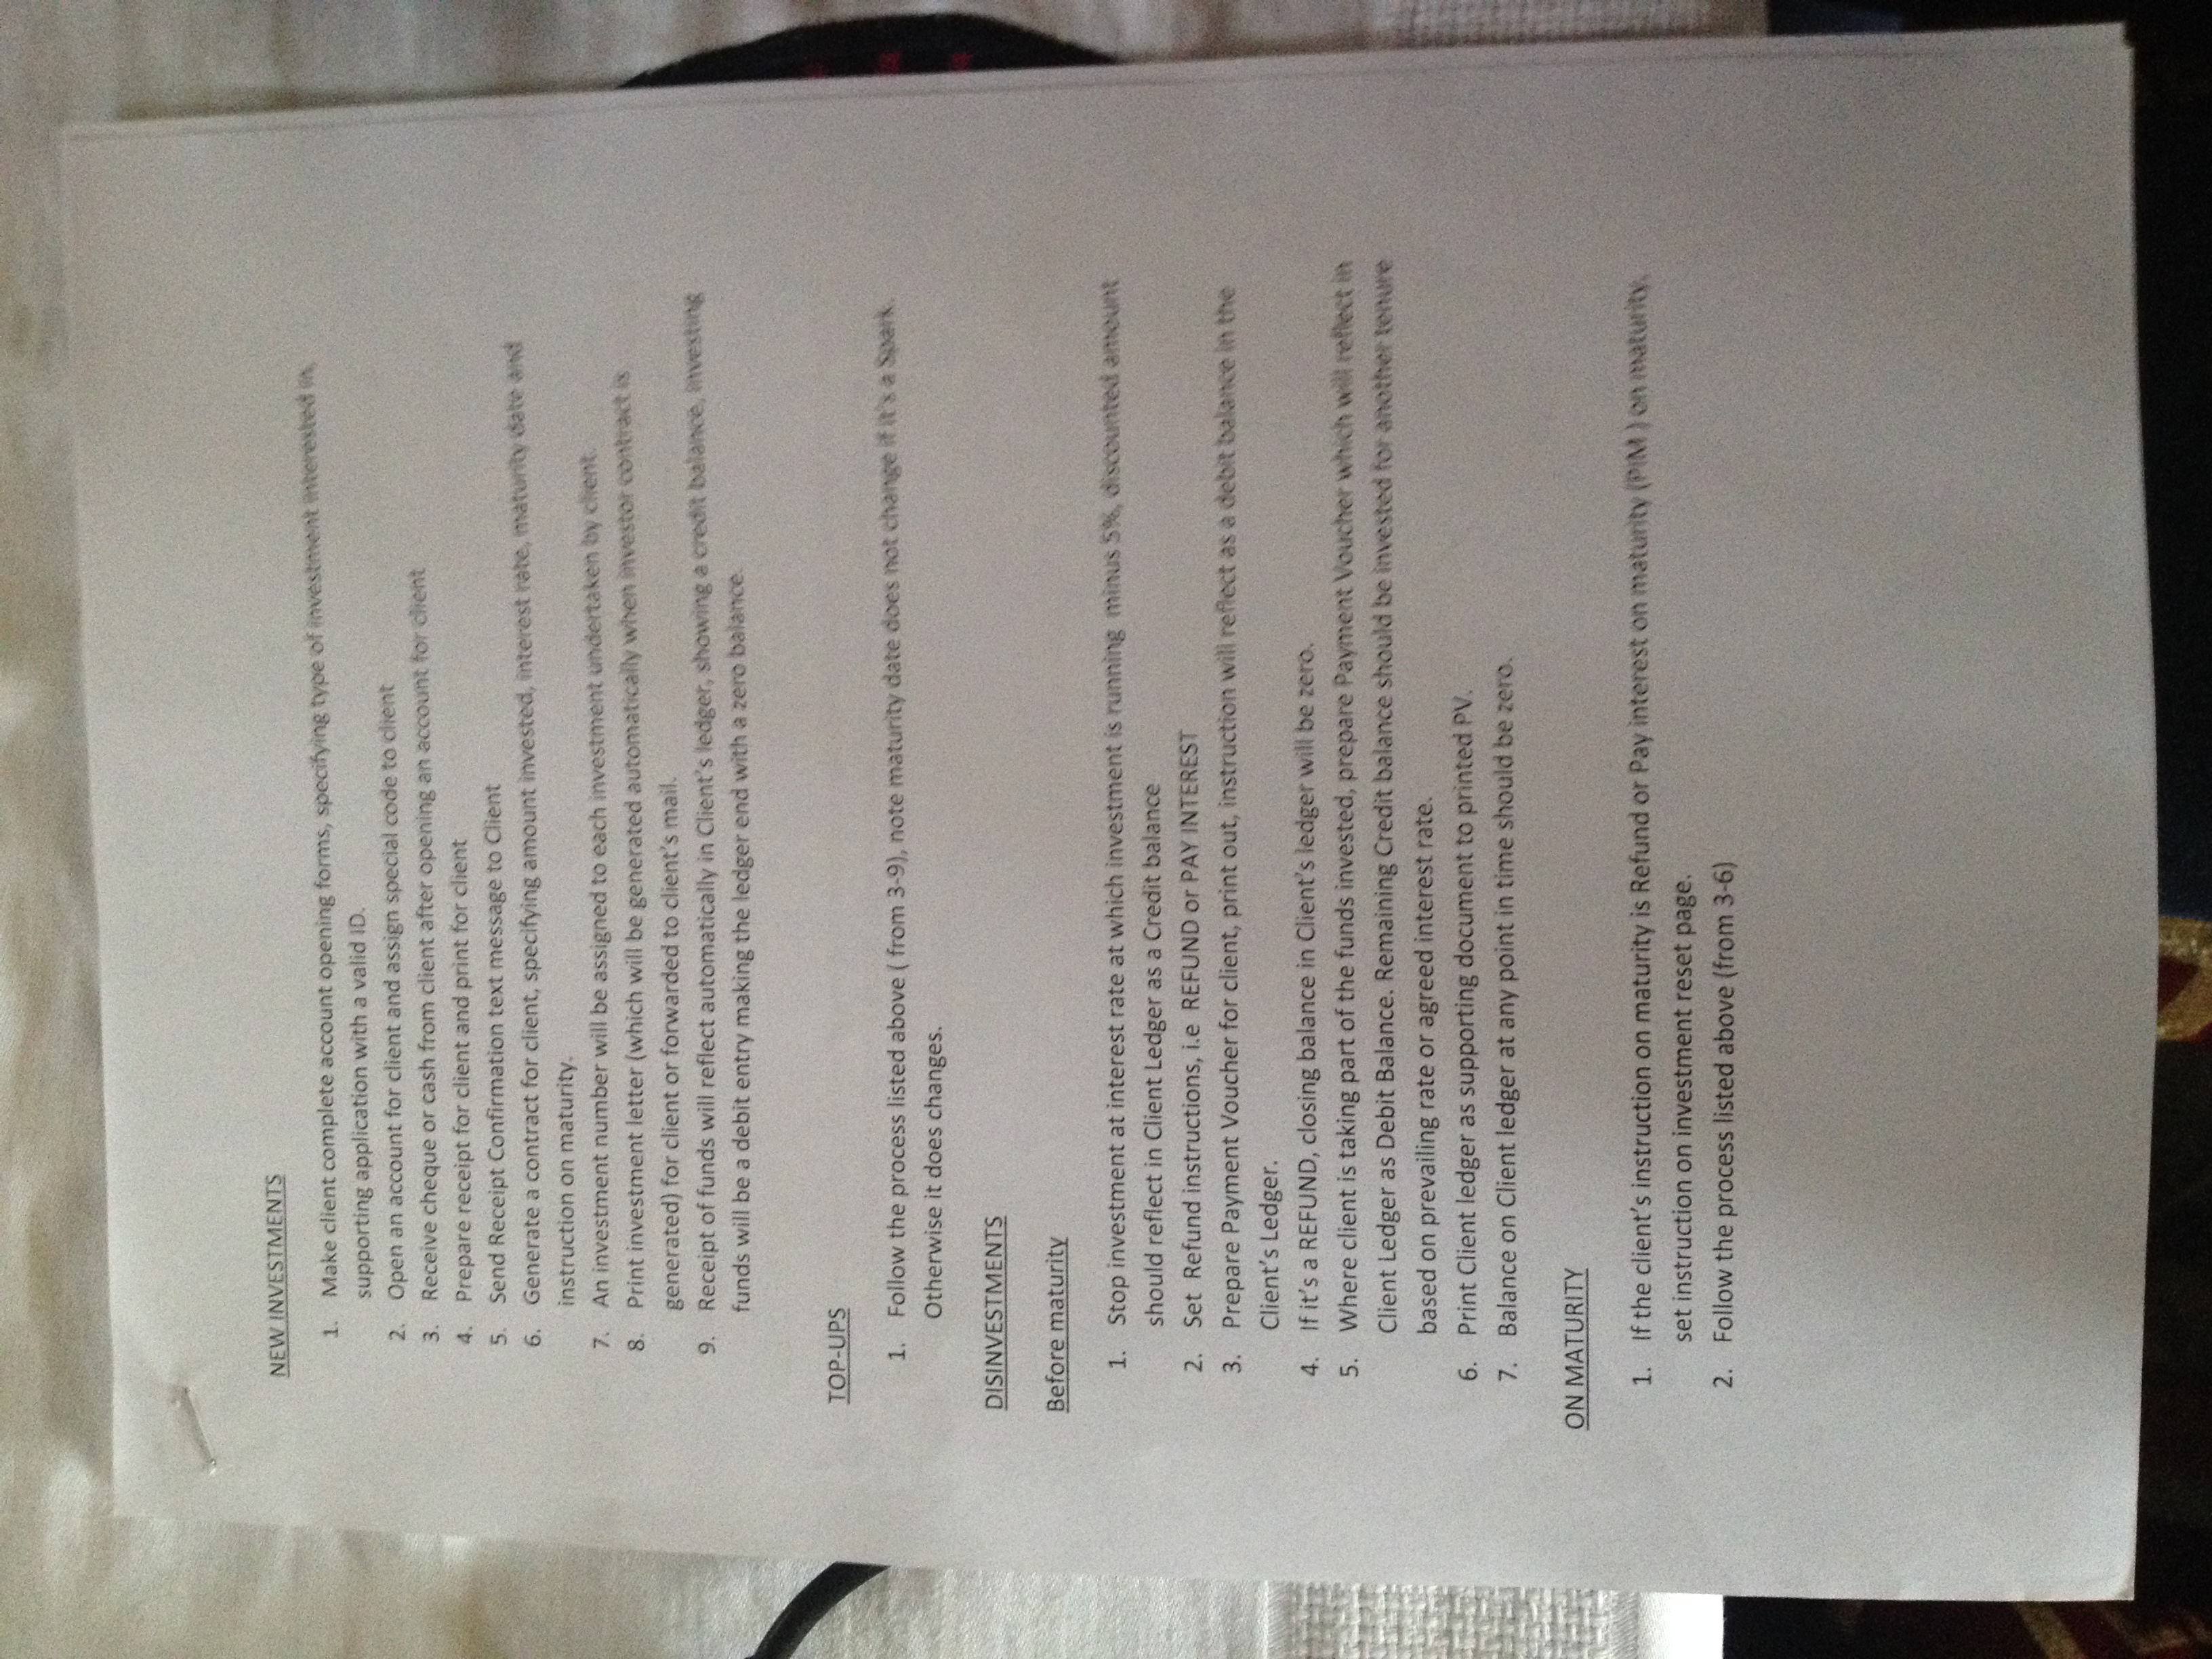 NEW INVESTMENTS
1. Make client complete account opening forms, specifying type of investment interested in,
supporting application with a valid ID.
2. Open an account for client and assign special code to client
3. Receive cheque or cash from client after opening an account for client
4. Prepare receipt for client and print for client
5. Send Receipt Confirmation text message to Client
6. Generate a contract for client, specifying amount invested, interest rate, maturity date and
instruction on maturity.
7. An investment number will be assigned to each investment undertaken by client.
8. Print investment letter (which will be generated automatically when investor contract is
generated) for client or forwarded to client's mail.
9. Receipt of funds will reflect automatically in Client's ledger, showing a credit balance, investing
funds will be a debit entry making the ledger end with a zero balance.
TOP-UPS
1. Follow the process listed above ( from 3-9), note maturity date does not change if it's a Spark.
Otherwise it does changes.
DISINVESTMENTS
Before maturity
1. Stop investment at interest rate at which investment is running minus 5%, discounted amount
should reflect in Client Ledger as a Credit balance
2. Set Refund instructions, i.e REFUND or PAY INTEREST
3. Prepare Payment Voucher for client, print out, instruction will reflect as a debit balance in the
Client's Ledger.
4. If it's a REFUND, closing balance in Client's ledger will be zero.
5. Where client is taking part of the funds invested, prepare Payment Voucher which will reflect in
Client Ledger as Debit Balance. Remaining Credit balance should be invested for another tenure
based on prevailing rate or agreed interest rate.
6. Print Client ledger as supporting document to printed PV.
7. Balance on Client ledger at any point in time should be zero.
ON MATURITY
1. If the client's instruction on maturity is Refund or Pay interest on maturity (PIM ) on maturity,
set instruction on investment reset page.
2. Follow the process listed above (from 3-6)